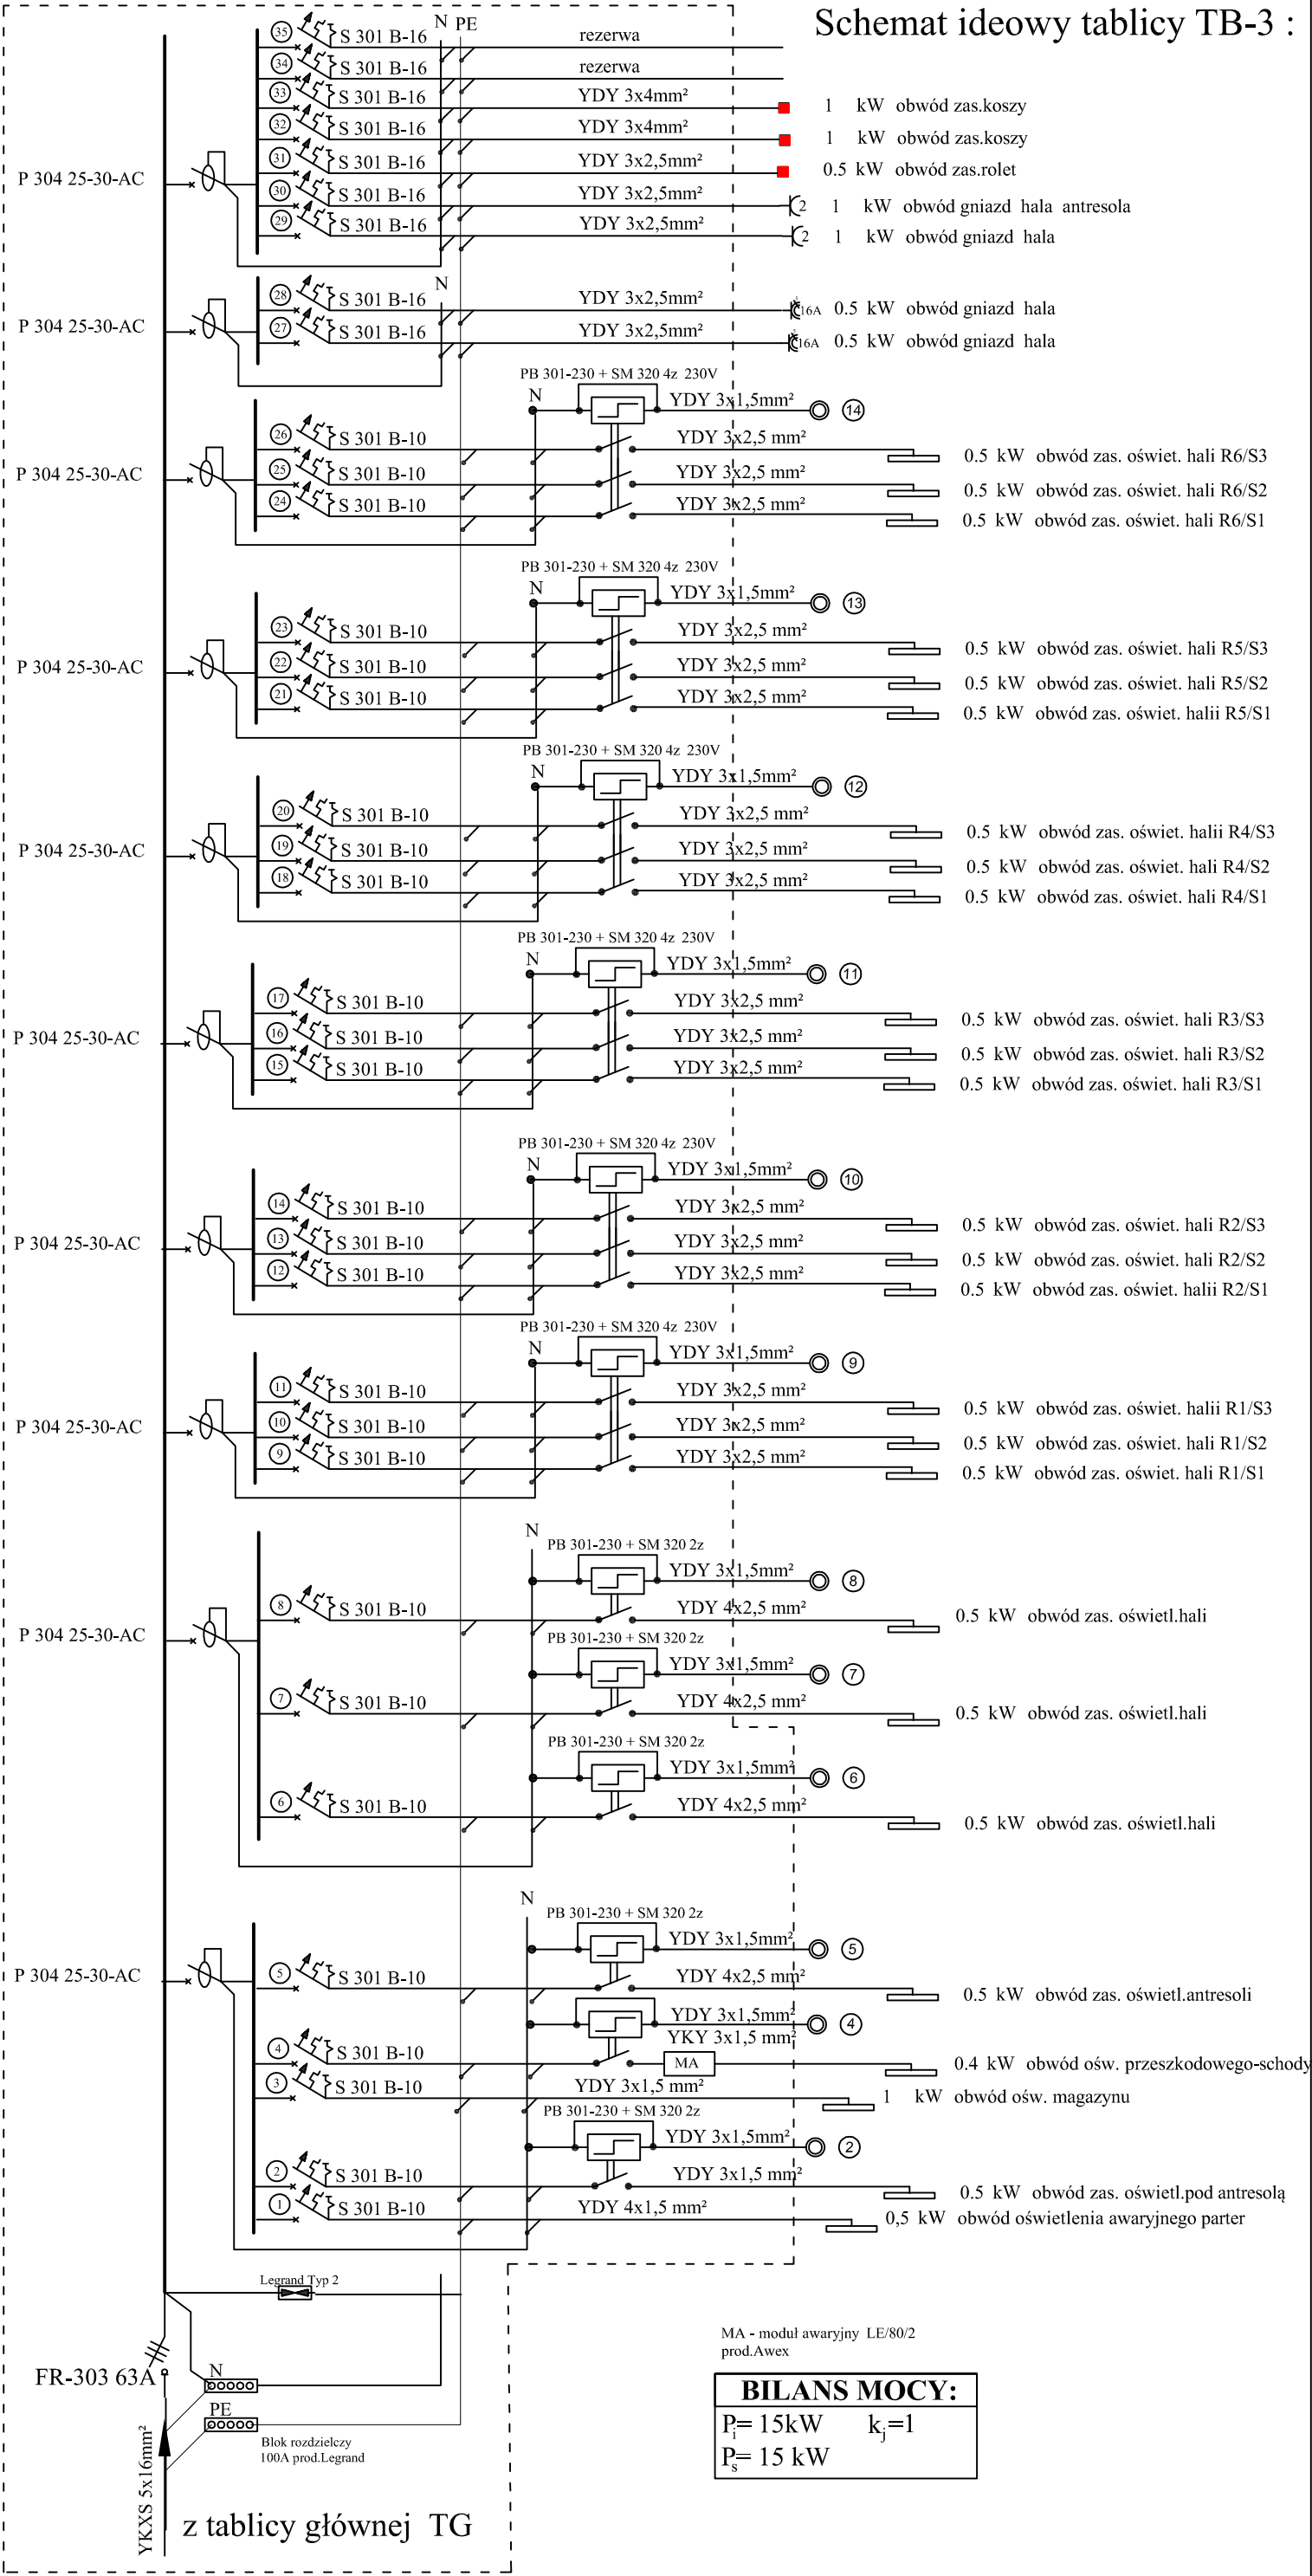 Schemat ideowy tablicy TB-3 :
N PE
35 S 301 B-16 rezerwa
34 S 301 B-16 rezerwa
33 S 301 B-16 YDY 3x4mm² 1 kW obwód zas.koszy
32 S 301 B-16 YDY 3x4mm² 1 kW obwód zas.koszy
P 304 25-30-AC
31 S 301 B-16 YDY 3x2,5mm² 0.5 kW obwód zas.rolet
30 S 301 B-16 YDY 3x2,5mm² 2 1 kW obwód gniazd hala antresola
29 S 301 B-16 YDY 3x2,5mm² 2 1 kW obwód gniazd hala
N
28 S 301 B-16 YDY 3x2,5mm² 16A 0.5 kW obwód gniazd hala
P 304 25-30-AC
27 S 301 B-16 YDY 3x2,5mm² 16A 0.5 kW obwód gniazd hala
PB 301-230 + SM 320 4z 230V
N YDY 3x1,5mm² 14
26 S 301 B-10 YDY 3x2,5 mm² 0.5 kW obwód zas. oświet. hali R6/S3
P 304 25-30-AC
25 S 301 B-10 YDY 3x2,5 mm² 0.5 kW obwód zas. oświet. hali R6/S2
24 S 301 B-10 YDY 3x2,5 mm² 0.5 kW obwód zas. oświet. hali R6/S1
PB 301-230 + SM 320 4z 230V
N YDY 3x1,5mm² 13
23 S 301 B-10 YDY 3x2,5 mm² 0.5 kW obwód zas. oświet. hali R5/S3
P 304 25-30-AC
22 S 301 B-10 YDY 3x2,5 mm² 0.5 kW obwód zas. oświet. hali R5/S2
21 S 301 B-10 YDY 3x2,5 mm² 0.5 kW obwód zas. oświet. halii R5/S1
PB 301-230 + SM 320 4z 230V
N YDY 3x1,5mm² 12
20 S 301 B-10 YDY 3x2,5 mm² 0.5 kW obwód zas. oświet. halii R4/S3
P 304 25-30-AC
19 S 301 B-10 YDY 3x2,5 mm² 0.5 kW obwód zas. oświet. hali R4/S2
18 S 301 B-10 YDY 3x2,5 mm² 0.5 kW obwód zas. oświet. hali R4/S1
PB 301-230 + SM 320 4z 230V
N YDY 3x1,5mm² 11
17 S 301 B-10 YDY 3x2,5 mm² 0.5 kW obwód zas. oświet. hali R3/S3
P 304 25-30-AC
16 S 301 B-10 YDY 3x2,5 mm² 0.5 kW obwód zas. oświet. hali R3/S2
15 S 301 B-10 YDY 3x2,5 mm² 0.5 kW obwód zas. oświet. hali R3/S1
PB 301-230 + SM 320 4z 230V
N YDY 3x1,5mm² 10
14 S 301 B-10 YDY 3x2,5 mm² 0.5 kW obwód zas. oświet. hali R2/S3
P 304 25-30-AC
13 S 301 B-10 YDY 3x2,5 mm² 0.5 kW obwód zas. oświet. hali R2/S2
12 S 301 B-10 YDY 3x2,5 mm² 0.5 kW obwód zas. oświet. halii R2/S1
PB 301-230 + SM 320 4z 230V
N YDY 3x1,5mm² 9
11 S 301 B-10 YDY 3x2,5 mm² 0.5 kW obwód zas. oświet. halii R1/S3
P 304 25-30-AC
10 S 301 B-10 YDY 3x2,5 mm² 0.5 kW obwód zas. oświet. hali R1/S2
9 S 301 B-10 YDY 3x2,5 mm² 0.5 kW obwód zas. oświet. hali R1/S1
N
PB 301-230 + SM 320 2z
YDY 3x1,5mm² 8
8 S 301 B-10 YDY 4x2,5 mm² 0.5 kW obwód zas. oświetl.hali
P 304 25-30-AC
PB 301-230 + SM 320 2z
YDY 3x1,5mm² 7
7 S 301 B-10 YDY 4x2,5 mm² 0.5 kW obwód zas. oświetl.hali
PB 301-230 + SM 320 2z
YDY 3x1,5mm² 6
6 S 301 B-10 YDY 4x2,5 mm² 0.5 kW obwód zas. oświetl.hali
N
PB 301-230 + SM 320 2z
YDY 3x1,5mm² 5
P 304 25-30-AC
5 S 301 B-10 YDY 4x2,5 mm² 0.5 kW obwód zas. oświetl.antresoli
YDY 3x1,5mm² 4
YKY 3x1,5 mm²
4 S 301 B-10 MA 0.4 kW obwód ośw. przeszkodowego-schody
3 S 301 B-10 YDY 3x1,5 mm² 1 kW obwód ośw. magazynu
PB 301-230 + SM 320 2z
YDY 3x1,5mm² 2
2 S 301 B-10 YDY 3x1,5 mm² 0.5 kW obwód zas. oświetl.pod antresolą
1 S 301 B-10 YDY 4x1,5 mm² 0,5 kW obwód oświetlenia awaryjnego parter
Legrand Typ 2
MA - moduł awaryjny LE/80/2
prod.Awex
FR-303 63A
N
PE
Blok rozdzielczy
100A prod.Legrand
YKXS 5x16mm²
z tablicy głównej TG
BILANS MOCY:
Pi= 15kW kj=1
Ps= 15 kW